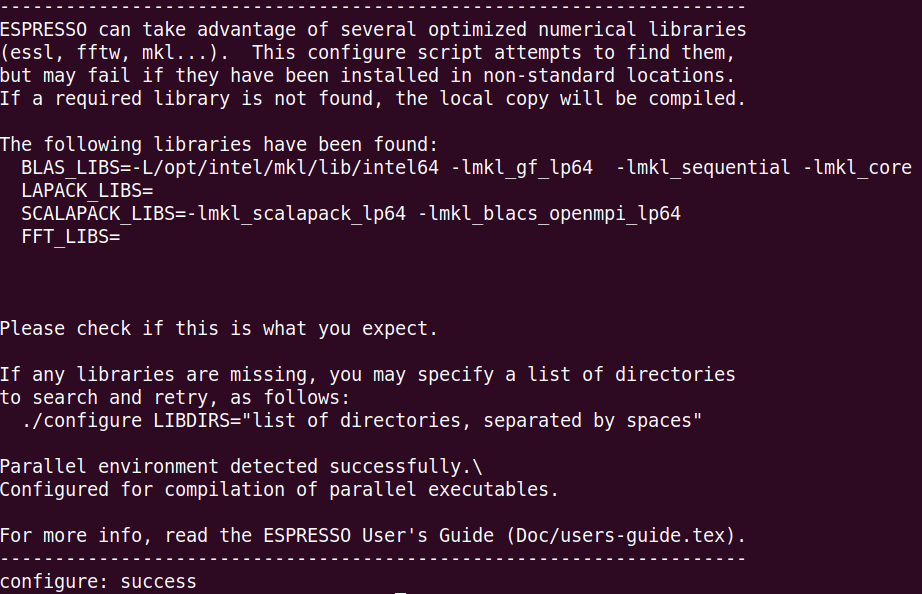 --------------------------------------------------------------------
ESPRESSO can take advantage of several optimized numerical libraries
(essl, fftw, mkl...).  This configure script attempts to find them,
but may fail if they have been installed in non-standard locations.
If a required library is not found, the local copy will be compiled.

The following libraries have been found:
  BLAS_LIBS=-L/opt/intel/mkl/lib/intel64 -lmkl_gf_lp64  -lmkl_sequential -lmkl_core
  LAPACK_LIBS=
  SCALAPACK_LIBS=-lmkl_scalapack_lp64 -lmkl_blacs_openmpi_lp64
  FFT_LIBS=

Please check if this is what you expect.

If any libraries are missing, you may specify a list of directories
to search and retry, as follows:
  ./configure LIBDIRS="list of directories, separated by spaces"

Parallel environment detected successfully.\
Configured for compilation of parallel executables.

For more info, read the ESPRESSO User's Guide (Doc/users-guide.tex).
--------------------------------------------------------------------
configure: success